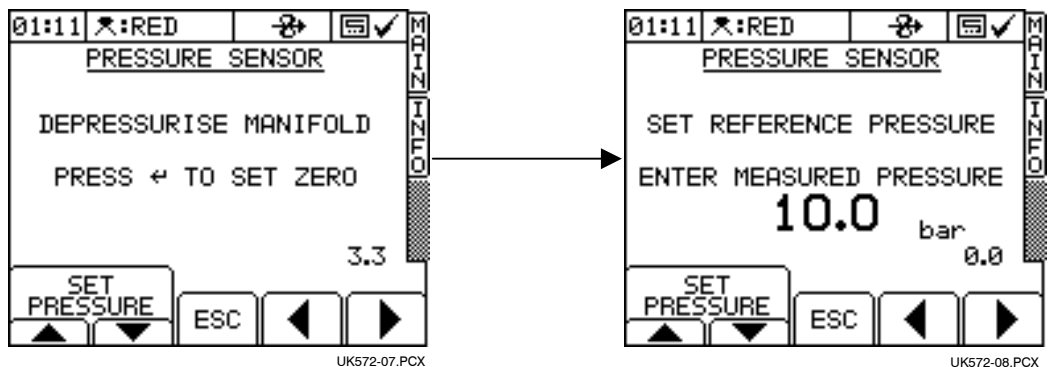 01:11 :RED
PRESSURE SENSOR
DEPRESSURISE MANIFOLD
PRESS ↵ TO SET ZERO
3.3
SET
PRESSURE
ESC
MAIN
INFO
UK572-07.PCX
01:11 :RED
PRESSURE SENSOR
SET REFERENCE PRESSURE
ENTER MEASURED PRESSURE
10.0 bar
0.0
SET
PRESSURE
ESC
MAIN
INFO
UK572-08.PCX